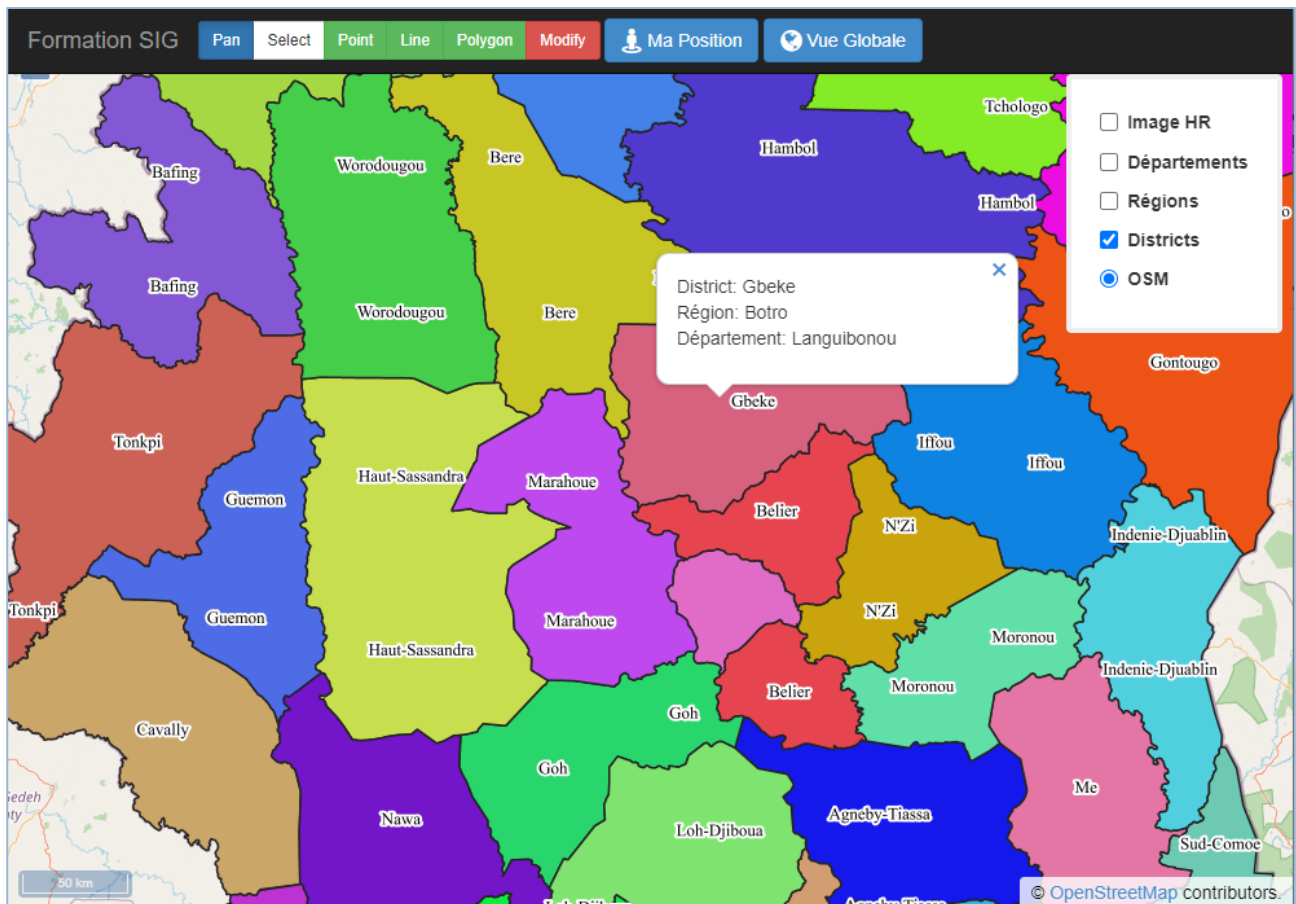 Formation SIG
Pan
Select
Point
Line
Polygon
Modify
Ma Position
Vue Globale
Image HR
Départements
Régions
Districts
OSM
Tchologo
Hambol
Bere
Worodougou
Bafing
Hambol
District: Gbeke
Région: Botro
Département: Languibonou
Bafing
Worodougou
Bere
Gontougo
Gbeke
Tonkpi
Iffou
Iffou
Haut-Sassandra
Marahoue
Guemon
Belier
N'Zi
Indenie-Djuablin
Tonkpi
N'Zi
Guemon
Marahoue
Moronou
Haut-Sassandra
Indenie-Djuablin
Moronou
Belier
Goh
Cavally
Goh
Me
Nawa
Agneby-Tiassa
Loh-Djiboua
Sud-Comoe
50 km
© OpenStreetMap contributors.